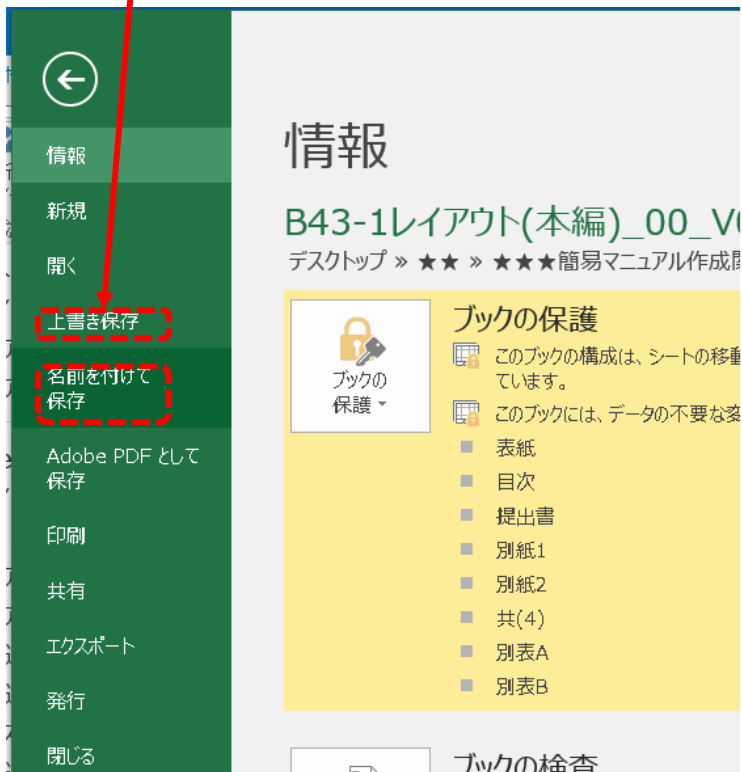 情報
新規
開く
上書き保存
名前を付けて
保存
Adobe PDF として
保存
印刷
共有
エクスポート
発行
閉じる
情報
B43-1レイアウト(本編)_00_V
デスクトップ » ★★ » ★★★簡易マニュアル作成
ブックの
保護
ブックの保護
このブックの構成は、シートの移動
ています。
このブックには、データの不要な変
表紙
目次
提出書
別紙1
別紙2
共(4)
別表A
別表B
ブックの検査